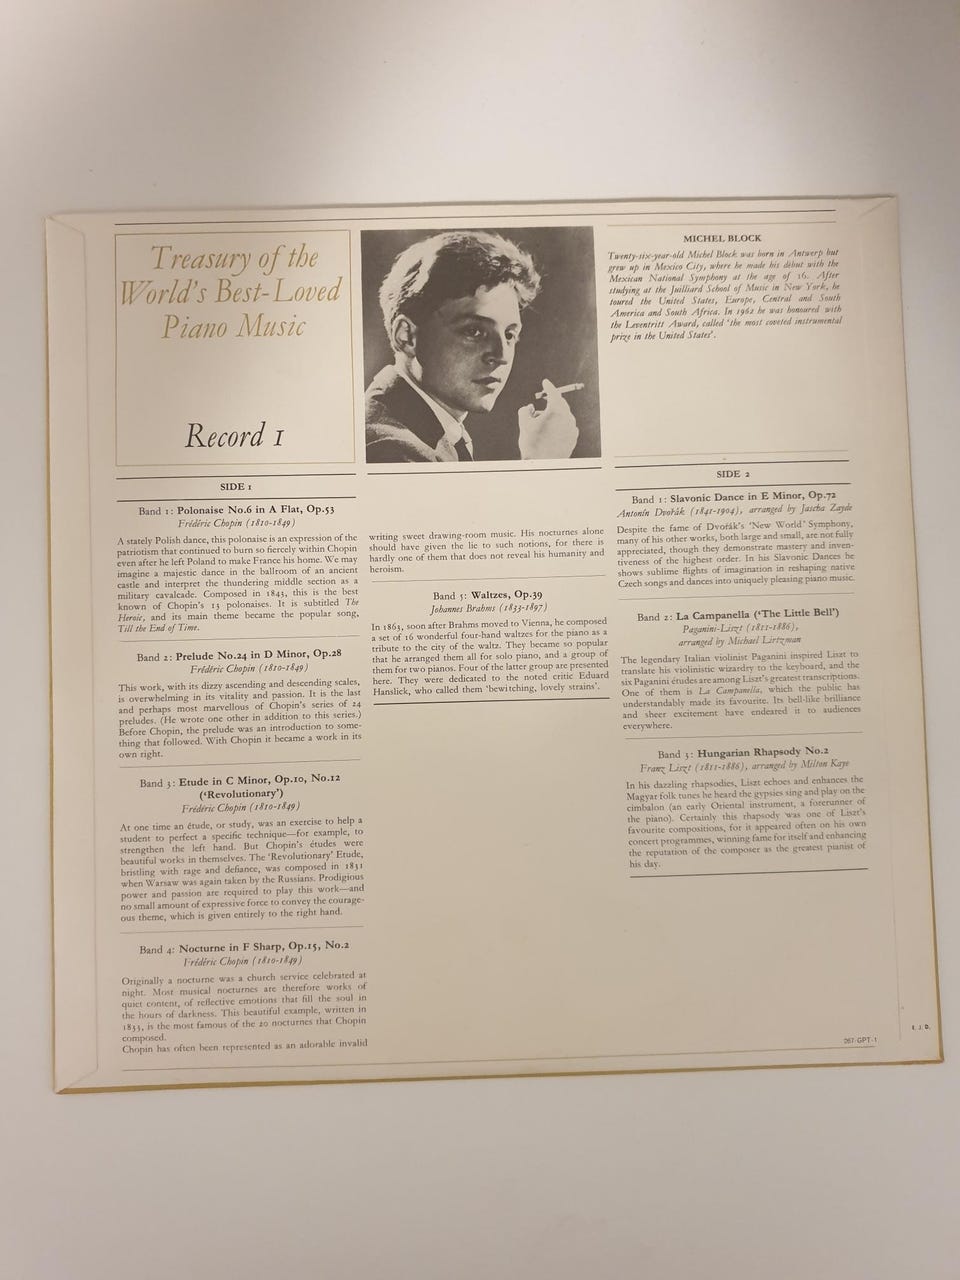 Treasury of the
World's Best-Loved
Piano Music
Record 1
MICHEL BLOCK
Twenty-six-year-old Michel Block was born in Antwerp but
grew up in Mexico City, where he made his début with the
Mexican National Symphony at the age of 16. After
studying at the Juilliard School of Music in New York, he
toured the United States, Europe, Central and South
America and South Africa. In 1962 he was honoured with
the Leventritt Award, called 'the most coveted instrumental
prize in the United States'.
SIDE 1
Band 1: Polonaise No.6 in A Flat, Op.53
Frédéric Chopin (1810-1849)
A stately Polish dance, this polonaise is an expression of the
patriotism that continued to burn so fiercely within Chopin
even after he left Poland to make France his home. We may
imagine a majestic dance in the ballroom of an ancient
castle and interpret the thundering middle section as a
military cavalcade. Composed in 1843, this is the best
known of Chopin's 13 polonaises. It is subtitled The
Heroic, and its main theme became the popular song,
Till the End of Time.
Band 2: Prelude No.24 in D Minor, Op.28
Frédéric Chopin (1810-1849)
This work, with its dizzy ascending and descending scales,
is overwhelming in its vitality and passion. It is the last
and perhaps most marvellous of Chopin's series of 24
preludes. (He wrote one other in addition to this series.)
Before Chopin, the prelude was an introduction to some-
thing that followed. With Chopin it became a work in its
own right.
Band 3: Etude in C Minor, Op.10, No.12
('Revolutionary')
Frédéric Chopin (1810-1849)
At one time an étude, or study, was an exercise to help a
student to perfect a specific technique—for example, to
strengthen the left hand. But Chopin's études were
beautiful works in themselves. The 'Revolutionary' Etude,
bristling with rage and defiance, was composed in 1831
when Warsaw was again taken by the Russians. Prodigious
power and passion are required to play this work—and
no small amount of expressive force to convey the courage-
ous theme, which is given entirely to the right hand.
Band 4: Nocturne in F Sharp, Op.15, No.2
Frédéric Chopin (1810-1849)
Originally a nocturne was a church service celebrated at
night. Most musical nocturnes are therefore works of
quiet content, of reflective emotions that fill the soul in
the hours of darkness. This beautiful example, written in
1833, is the most famous of the 20 nocturnes that Chopin
composed.
Chopin has often been represented as an adorable invalid
writing sweet drawing-room music. His nocturnes alone
should have given the lie to such notions, for there is
hardly one of them that does not reveal his humanity and
heroism.
Band 5: Waltzes, Op.39
Johannes Brahms (1833-1897)
In 1863, soon after Brahms moved to Vienna, he composed
a set of 16 wonderful four-hand waltzes for the piano as a
tribute to the city of the waltz. They became so popular
that he arranged them all for solo piano, and a group of
them for two pianos. Four of the latter group are presented
here. They were dedicated to the noted critic Eduard
Hanslick, who called them 'bewitching, lovely strains'.
SIDE 2
Band 1: Slavonic Dance in E Minor, Op.72
Antonín Dvořák (1841-1904), arranged by Jascha Zayde
Despite the fame of Dvořák's 'New World' Symphony,
many of his other works, both large and small, are not fully
appreciated, though they demonstrate mastery and inven-
tiveness of the highest order. In his Slavonic Dances he
shows sublime flights of imagination in reshaping native
Czech songs and dances into uniquely pleasing piano music.
Band 2: La Campanella ('The Little Bell')
Paganini-Liszt (1811-1886),
arranged by Michael Lirtzman
The legendary Italian violinist Paganini inspired Liszt to
translate his violinistic wizardry to the keyboard, and the
six Paganini études are among Liszt's greatest transcriptions.
One of them is La Campanella, which the public has
understandably made its favourite. Its bell-like brilliance
and sheer excitement have endeared it to audiences
everywhere.
Band 3: Hungarian Rhapsody No.2
Franz Liszt (1811-1886), arranged by Milton Kaye
In his dazzling rhapsodies, Liszt echoes and enhances the
Magyar folk tunes he heard the gypsies sing and play on the
cimbalon (an early Oriental instrument, a forerunner of
the piano). Certainly this rhapsody was one of Liszt's
favourite compositions, for it appeared often on his own
concert programmes, winning fame for itself and enhancing
the reputation of the composer as the greatest pianist of
his day.
E. J. D.
267-GPT-1